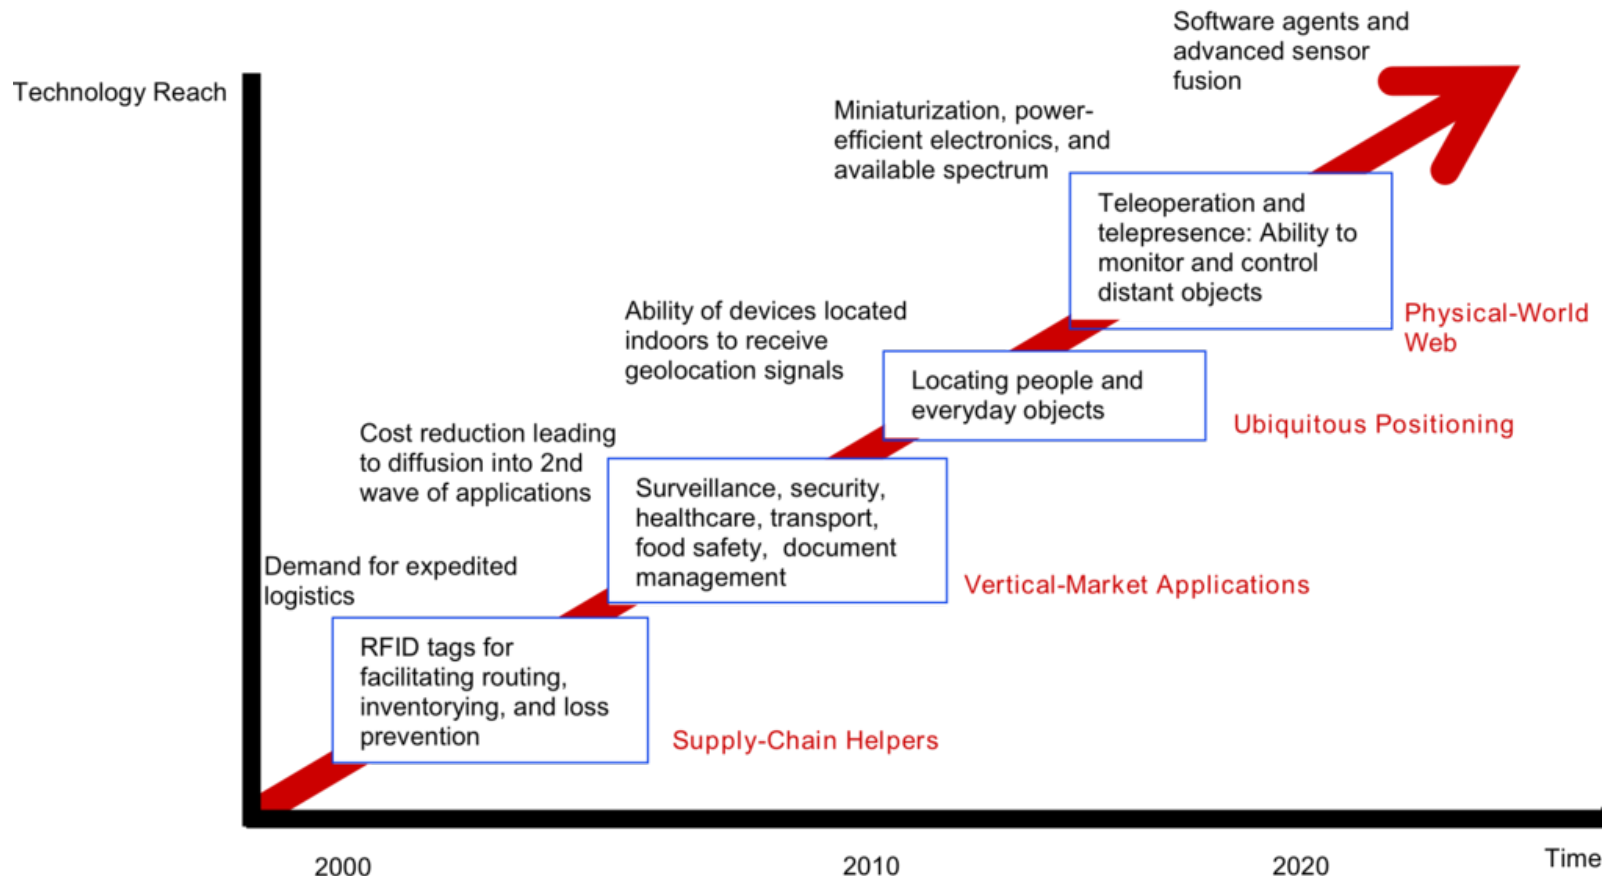 Software agents and
advanced sensor
fusion
Technology Reach
Miniaturization, power-
efficient electronics, and
available spectrum
Teleoperation and
telepresence: Ability to
monitor and control
distant objects
Physical-World
Web
Ability of devices located
indoors to receive
geolocation signals
Locating people and
everyday objects
Ubiquitous Positioning
Cost reduction leading
to diffusion into 2nd
wave of applications
Surveillance, security,
healthcare, transport,
food safety,  document
management
Vertical-Market Applications
Demand for expedited
logistics
RFID tags for
facilitating routing,
inventorying, and loss
prevention
Supply-Chain Helpers
2000
2010
2020
Time